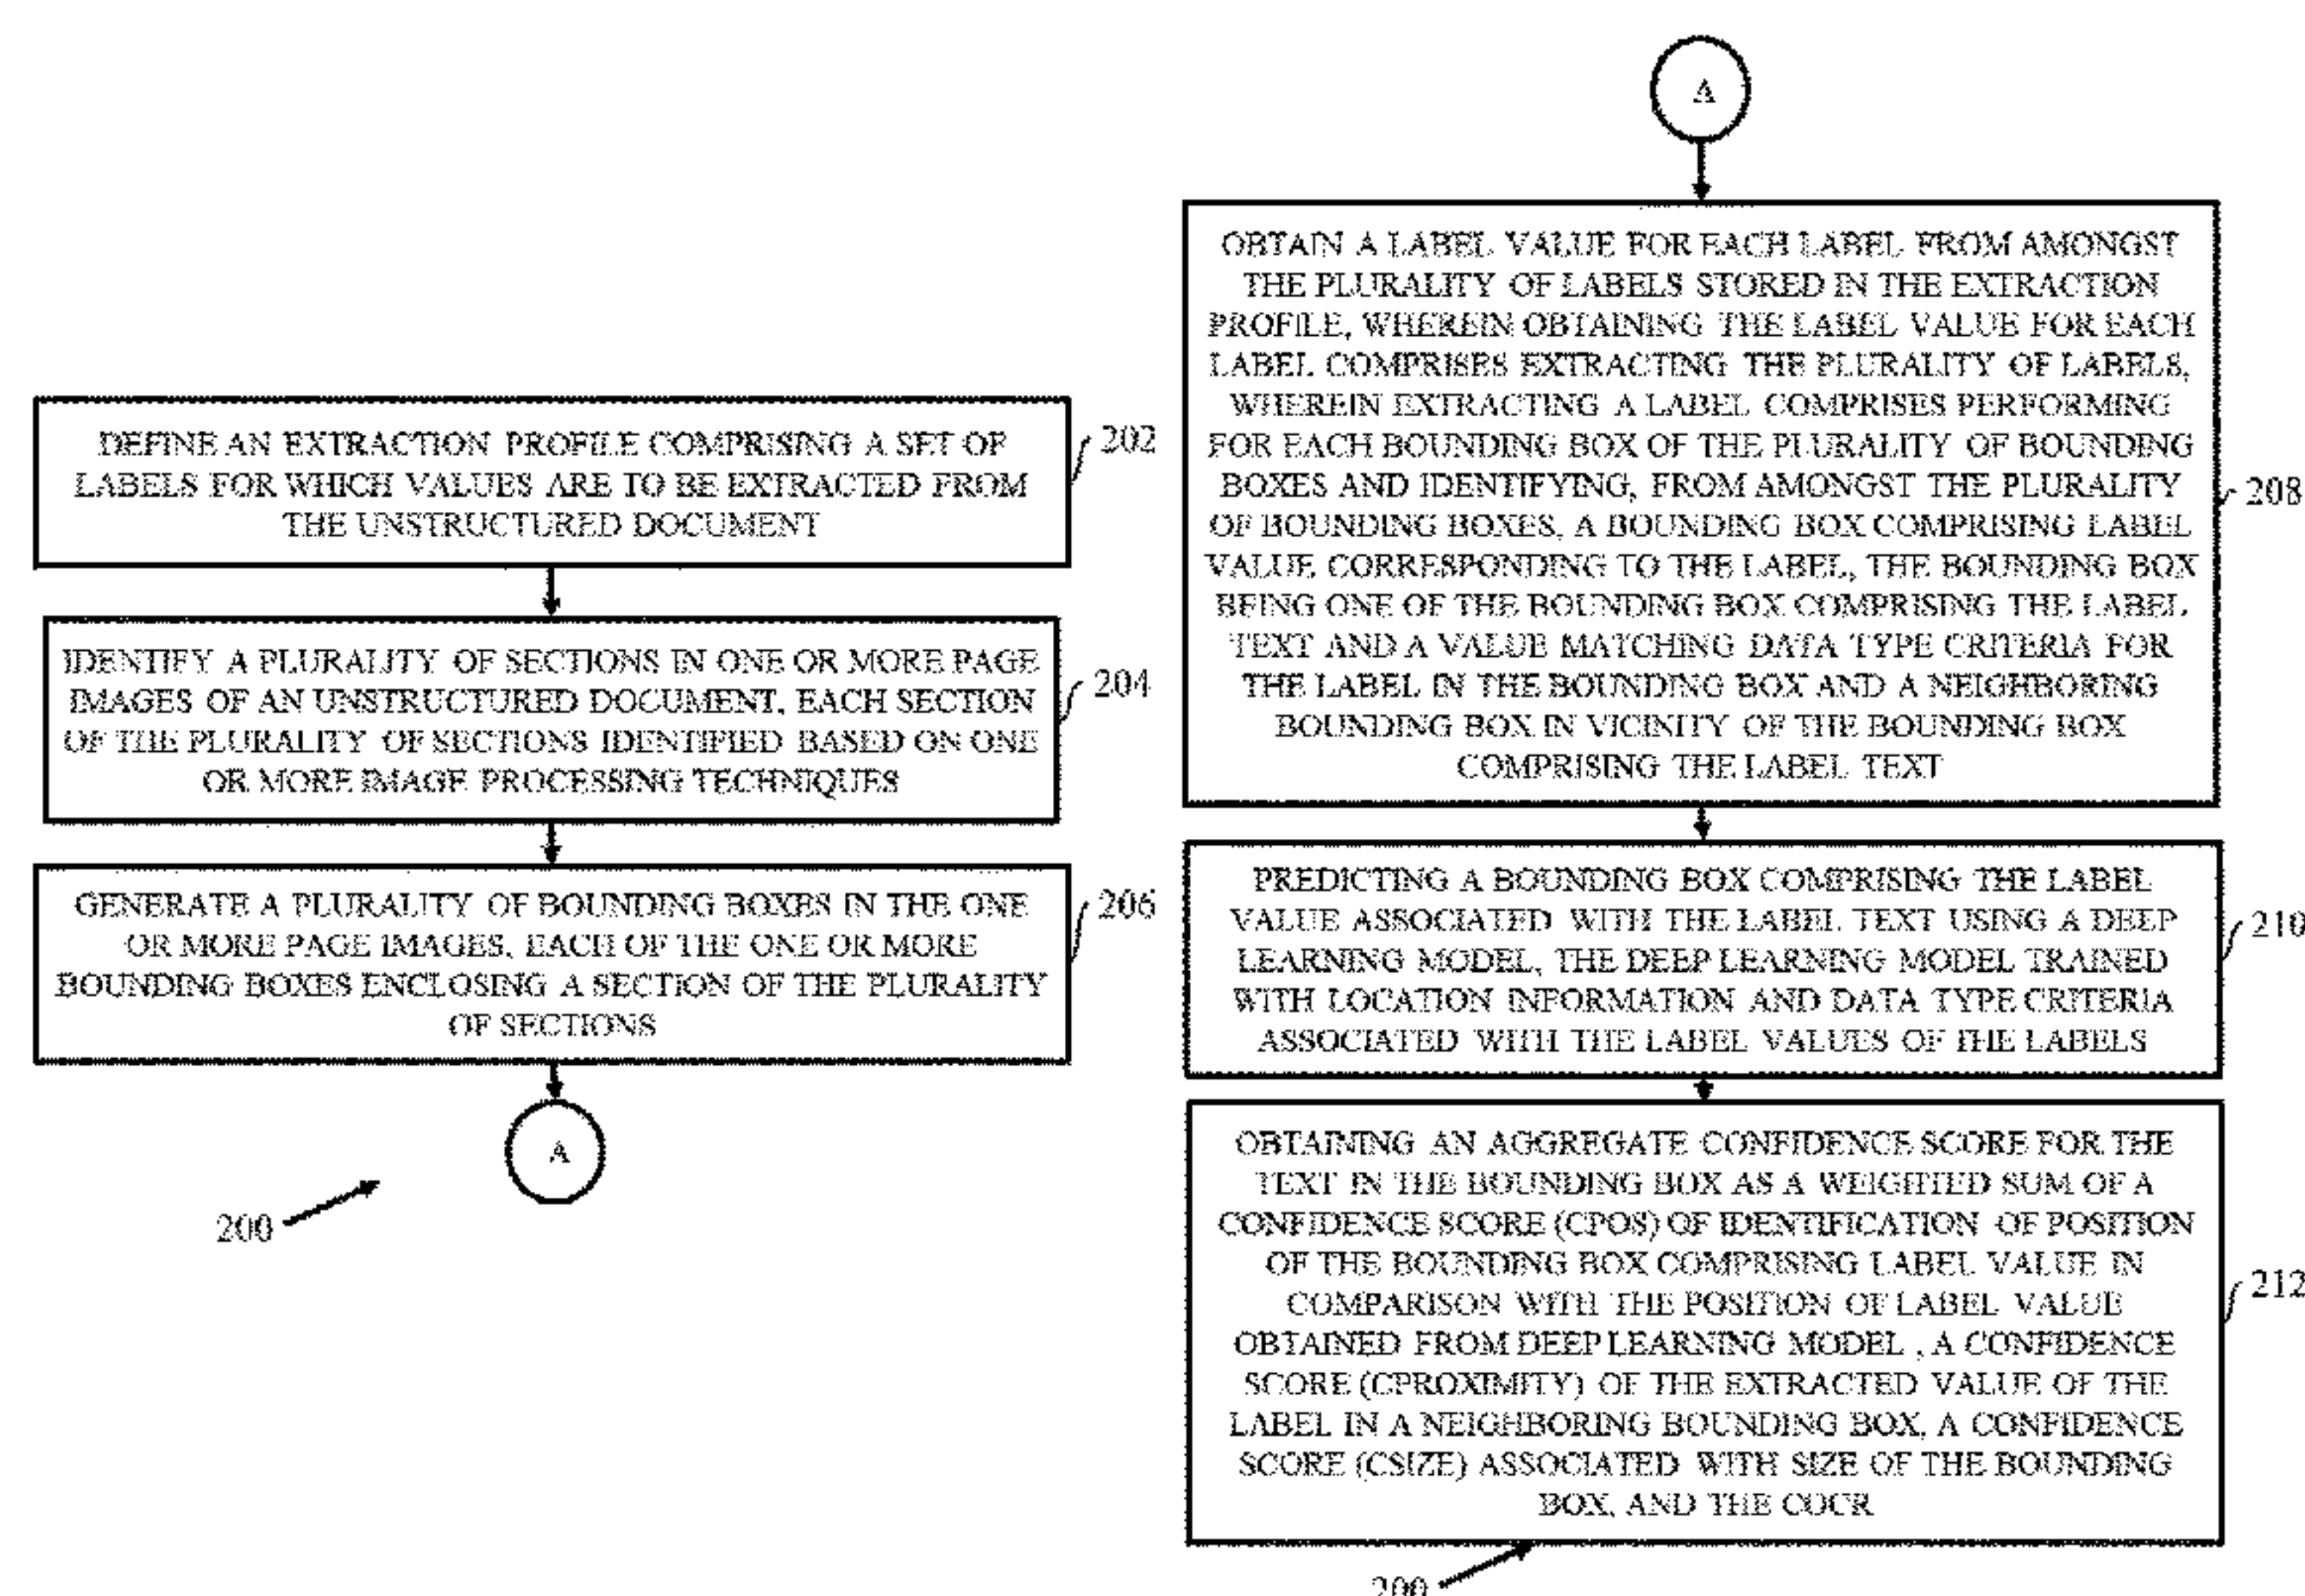 DEFINE AN EXTRACTION PROFILE COMPRISING A SET OF
LABELS FOR WHICH VALUES ARE TO BE EXTRACTED FROM
THE UNSTRUCTURED DOCUMENT
202
IDENTIFY A PLURALITY OF SECTIONS IN ONE OR MORE PAGE
IMAGES OF AN UNSTRUCTURED DOCUMENT, EACH SECTION
OF THE PLURALITY OF SECTIONS IDENTIFIED BASED ON ONE
OR MORE IMAGE PROCESSING TECHNIQUES
204
GENERATE A PLURALITY OF BOUNDING BOXES IN THE ONE
OR MORE PAGE IMAGES, EACH OF THE ONE OR MORE
BOUNDING BOXES ENCLOSING A SECTION OF THE PLURALITY
OF SECTIONS
206
A
200
A
OBTAIN A LABEL VALUE FOR EACH LABEL FROM AMONGST
THE PLURALITY OF LABELS STORED IN THE EXTRACTION
PROFILE, WHEREIN OBTAINING THE LABEL VALUE FOR EACH
LABEL COMPRISES EXTRACTING THE PLURALITY OF LABELS,
WHEREIN EXTRACTING A LABEL COMPRISES PERFORMING
FOR EACH BOUNDING BOX OF THE PLURALITY OF BOUNDING
BOXES AND IDENTIFYING, FROM AMONGST THE PLURALITY
OF BOUNDING BOXES, A BOUNDING BOX COMPRISING LABEL
VALUE CORRESPONDING TO THE LABEL, THE BOUNDING BOX
BEING ONE OF THE BOUNDING BOX COMPRISING THE LABEL
TEXT AND A VALUE MATCHING DATA TYPE CRITERIA FOR
THE LABEL IN THE BOUNDING BOX AND A NEIGHBORING
BOUNDING BOX IN VICINITY OF THE BOUNDING BOX
COMPRISING THE LABEL TEXT
208
PREDICTING A BOUNDING BOX COMPRISING THE LABEL
VALUE ASSOCIATED WITH THE LABEL TEXT USING A DEEP
LEARNING MODEL, THE DEEP LEARNING MODEL TRAINED
WITH LOCATION INFORMATION AND DATA TYPE CRITERIA
ASSOCIATED WITH THE LABEL VALUES OF THE LABELS
210
OBTAINING AN AGGREGATE CONFIDENCE SCORE FOR THE
TEXT IN THE BOUNDING BOX AS A WEIGHTED SUM OF A
CONFIDENCE SCORE (CPOS) OF IDENTIFICATION OF POSITION
OF THE BOUNDING BOX COMPRISING LABEL VALUE IN
COMPARISON WITH THE POSITION OF LABEL VALUE
OBTAINED FROM DEEP LEARNING MODEL , A CONFIDENCE
SCORE (CPROXIMITY) OF THE EXTRACTED VALUE OF THE
LABEL IN A NEIGHBORING BOUNDING BOX, A CONFIDENCE
SCORE (CSIZE) ASSOCIATED WITH SIZE OF THE BOUNDING
BOX, AND THE COCR
212
200